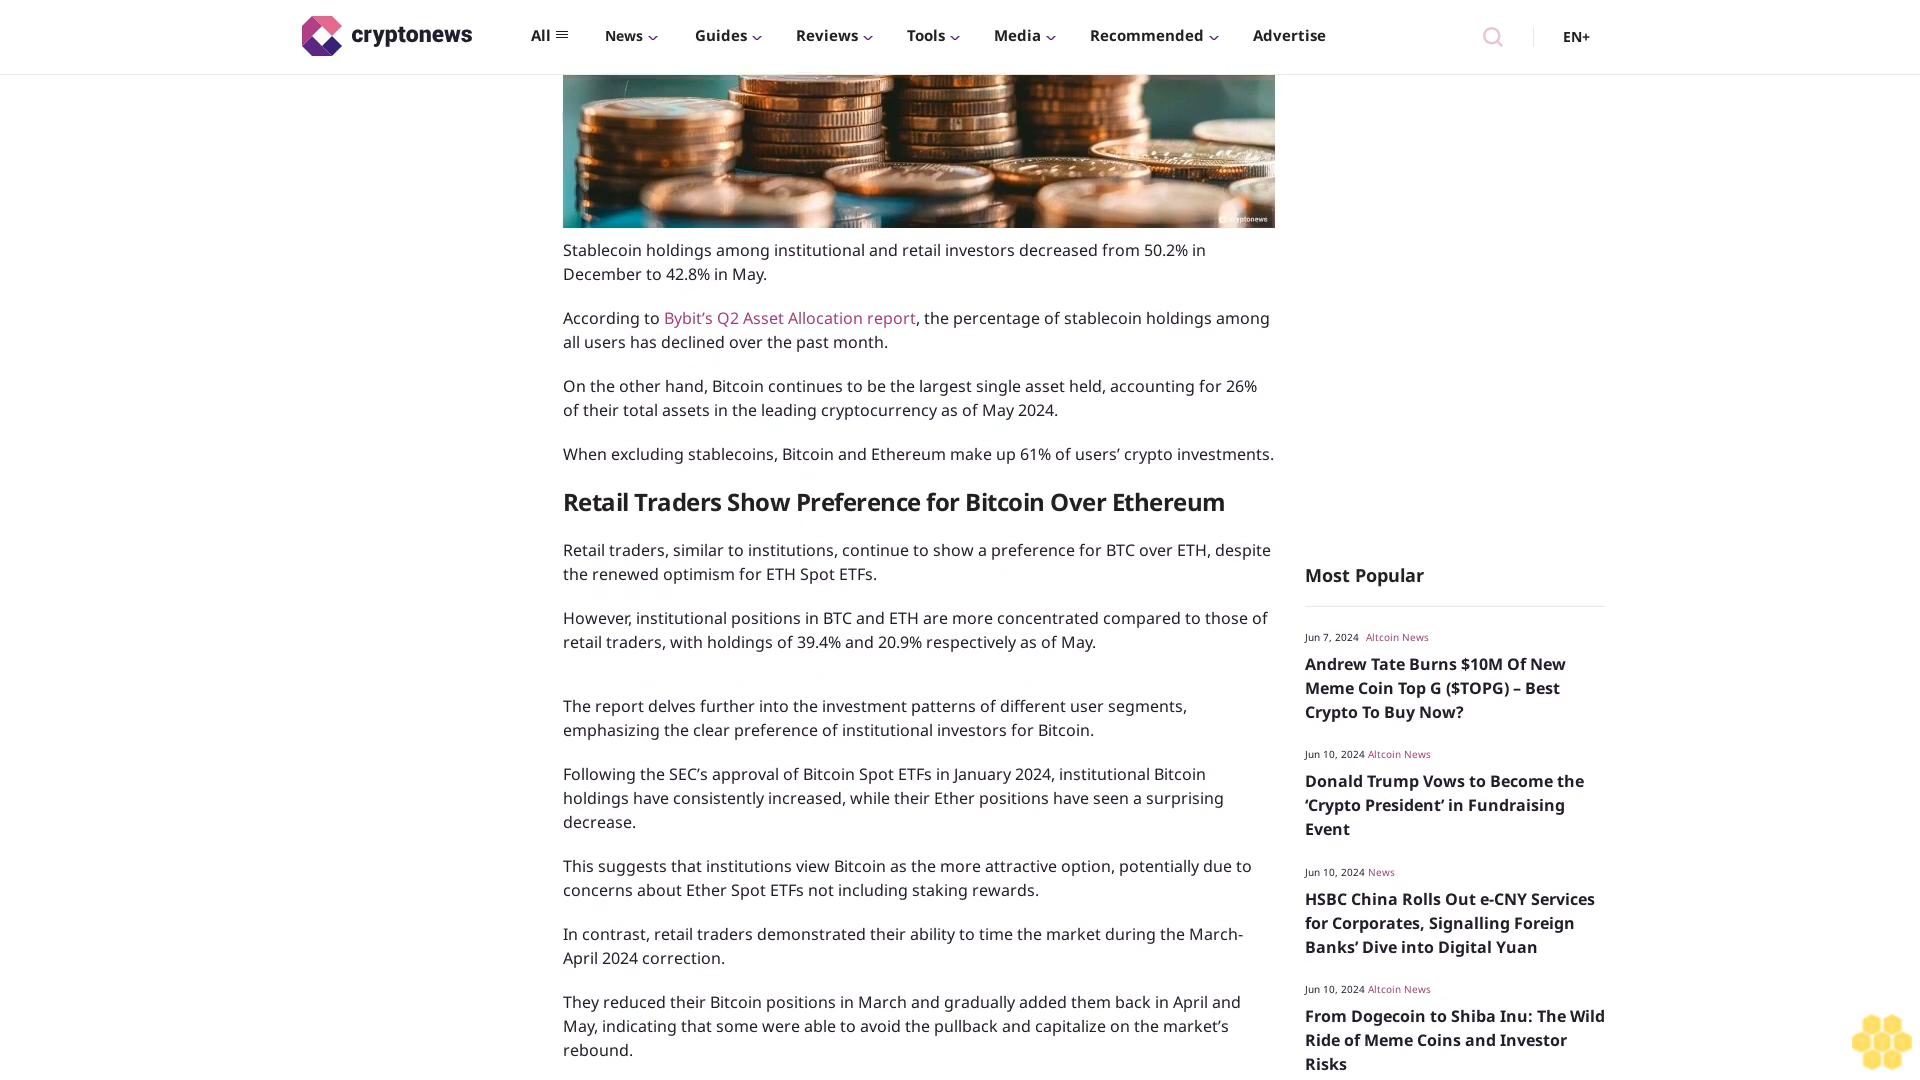 cryptonews
All
News
Guides
Reviews
Tools
Media
Recommended
Advertise
EN+
cryptonews
Stablecoin holdings among institutional and retail investors decreased from 50.2% in
December to 42.8% in May.
According to Bybit’s Q2 Asset Allocation report, the percentage of stablecoin holdings among
all users has declined over the past month.
On the other hand, Bitcoin continues to be the largest single asset held, accounting for 26%
of their total assets in the leading cryptocurrency as of May 2024.
When excluding stablecoins, Bitcoin and Ethereum make up 61% of users’ crypto investments.
Retail Traders Show Preference for Bitcoin Over Ethereum
Retail traders, similar to institutions, continue to show a preference for BTC over ETH, despite
the renewed optimism for ETH Spot ETFs.
However, institutional positions in BTC and ETH are more concentrated compared to those of
retail traders, with holdings of 39.4% and 20.9% respectively as of May.
The report delves further into the investment patterns of different user segments,
emphasizing the clear preference of institutional investors for Bitcoin.
Following the SEC’s approval of Bitcoin Spot ETFs in January 2024, institutional Bitcoin
holdings have consistently increased, while their Ether positions have seen a surprising
decrease.
This suggests that institutions view Bitcoin as the more attractive option, potentially due to
concerns about Ether Spot ETFs not including staking rewards.
In contrast, retail traders demonstrated their ability to time the market during the March-
April 2024 correction.
They reduced their Bitcoin positions in March and gradually added them back in April and
May, indicating that some were able to avoid the pullback and capitalize on the market’s
rebound.
Most Popular
Jun 7, 2024 Altcoin News
Andrew Tate Burns $10M Of New
Meme Coin Top G ($TOPG) – Best
Crypto To Buy Now?
Jun 10, 2024 Altcoin News
Donald Trump Vows to Become the
‘Crypto President’ in Fundraising
Event
Jun 10, 2024 News
HSBC China Rolls Out e-CNY Services
for Corporates, Signalling Foreign
Banks’ Dive into Digital Yuan
Jun 10, 2024 Altcoin News
From Dogecoin to Shiba Inu: The Wild
Ride of Meme Coins and Investor
Risks